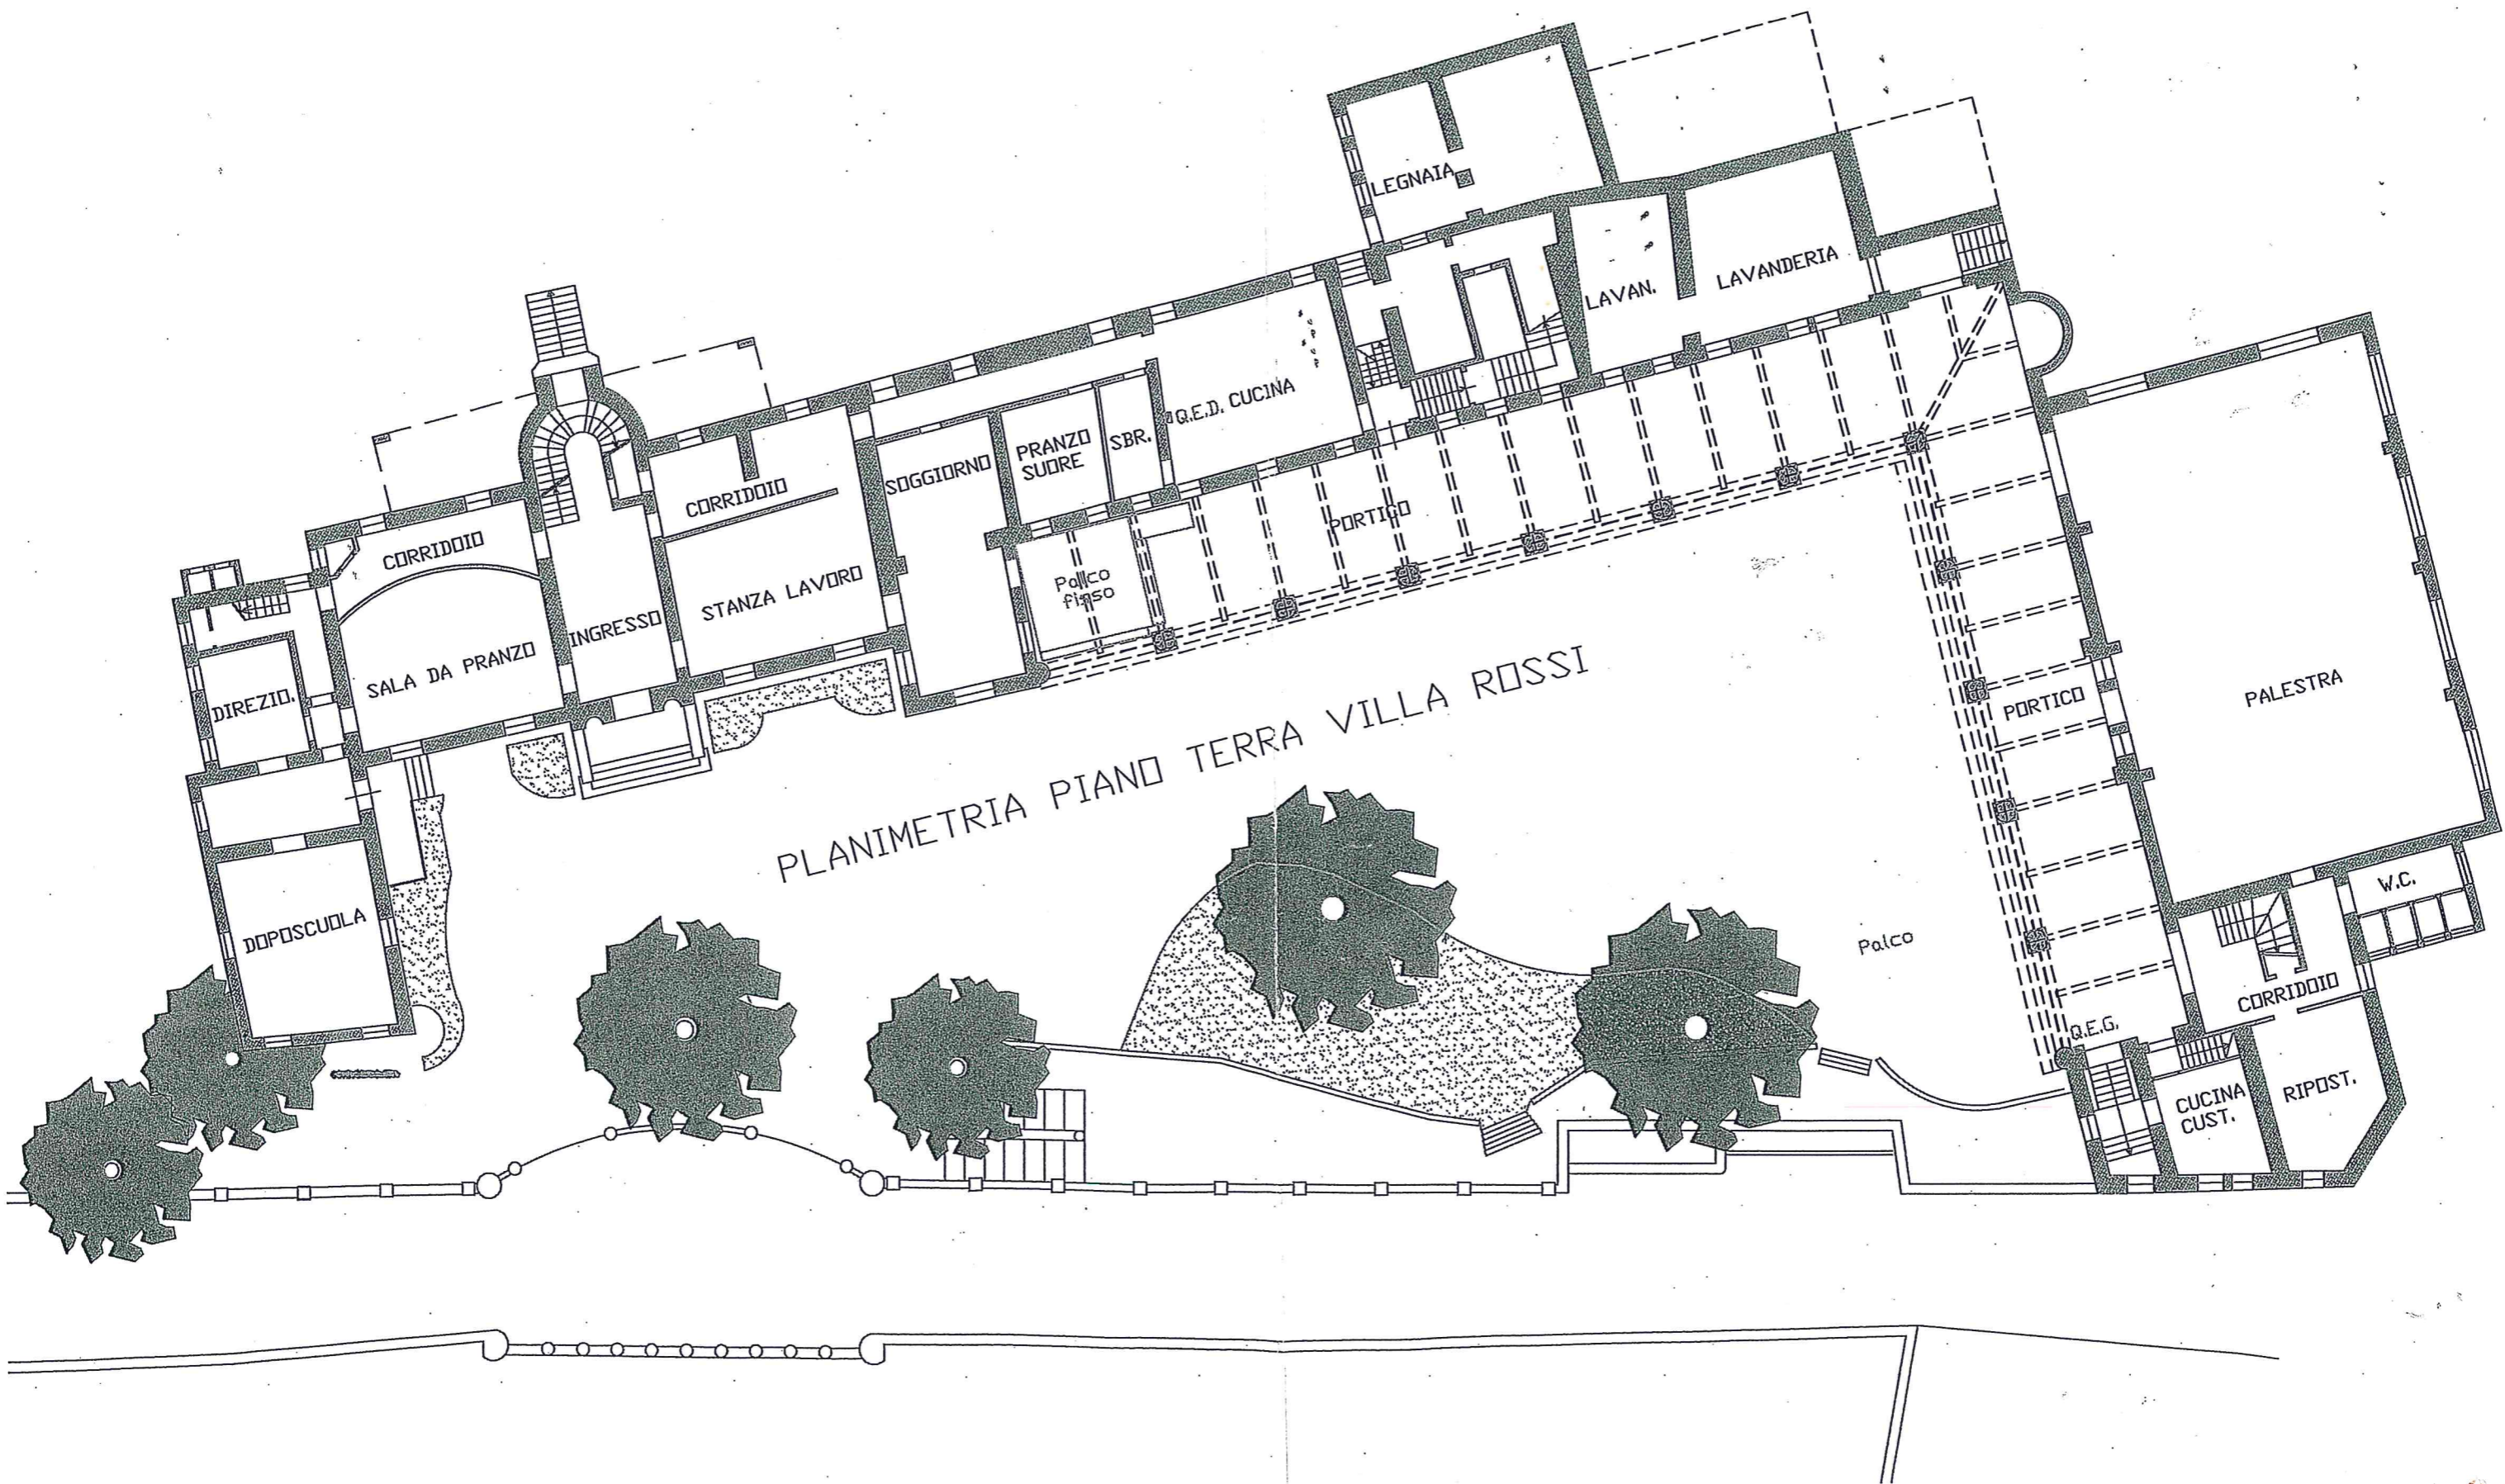 LEGNAIA
LAVAN.
LAVANDERIA
Q.E.D. CUCINA
PRANZO
SUORE
SBR.
SOGGIORNO
CORRIDOIO
CORRIDOIO
STANZA LAVORO
INGRESSO
SALA DA PRANZO
DIREZIO.
DOPOSCUOLA
Palco
fisso
PORTICO
PORTICO
PALESTRA
PLANIMETRIA PIANO TERRA VILLA ROSSI
Palco
W.C.
CORRIDOIO
Q.E.G.
CUCINA
CUST.
RIPOST.